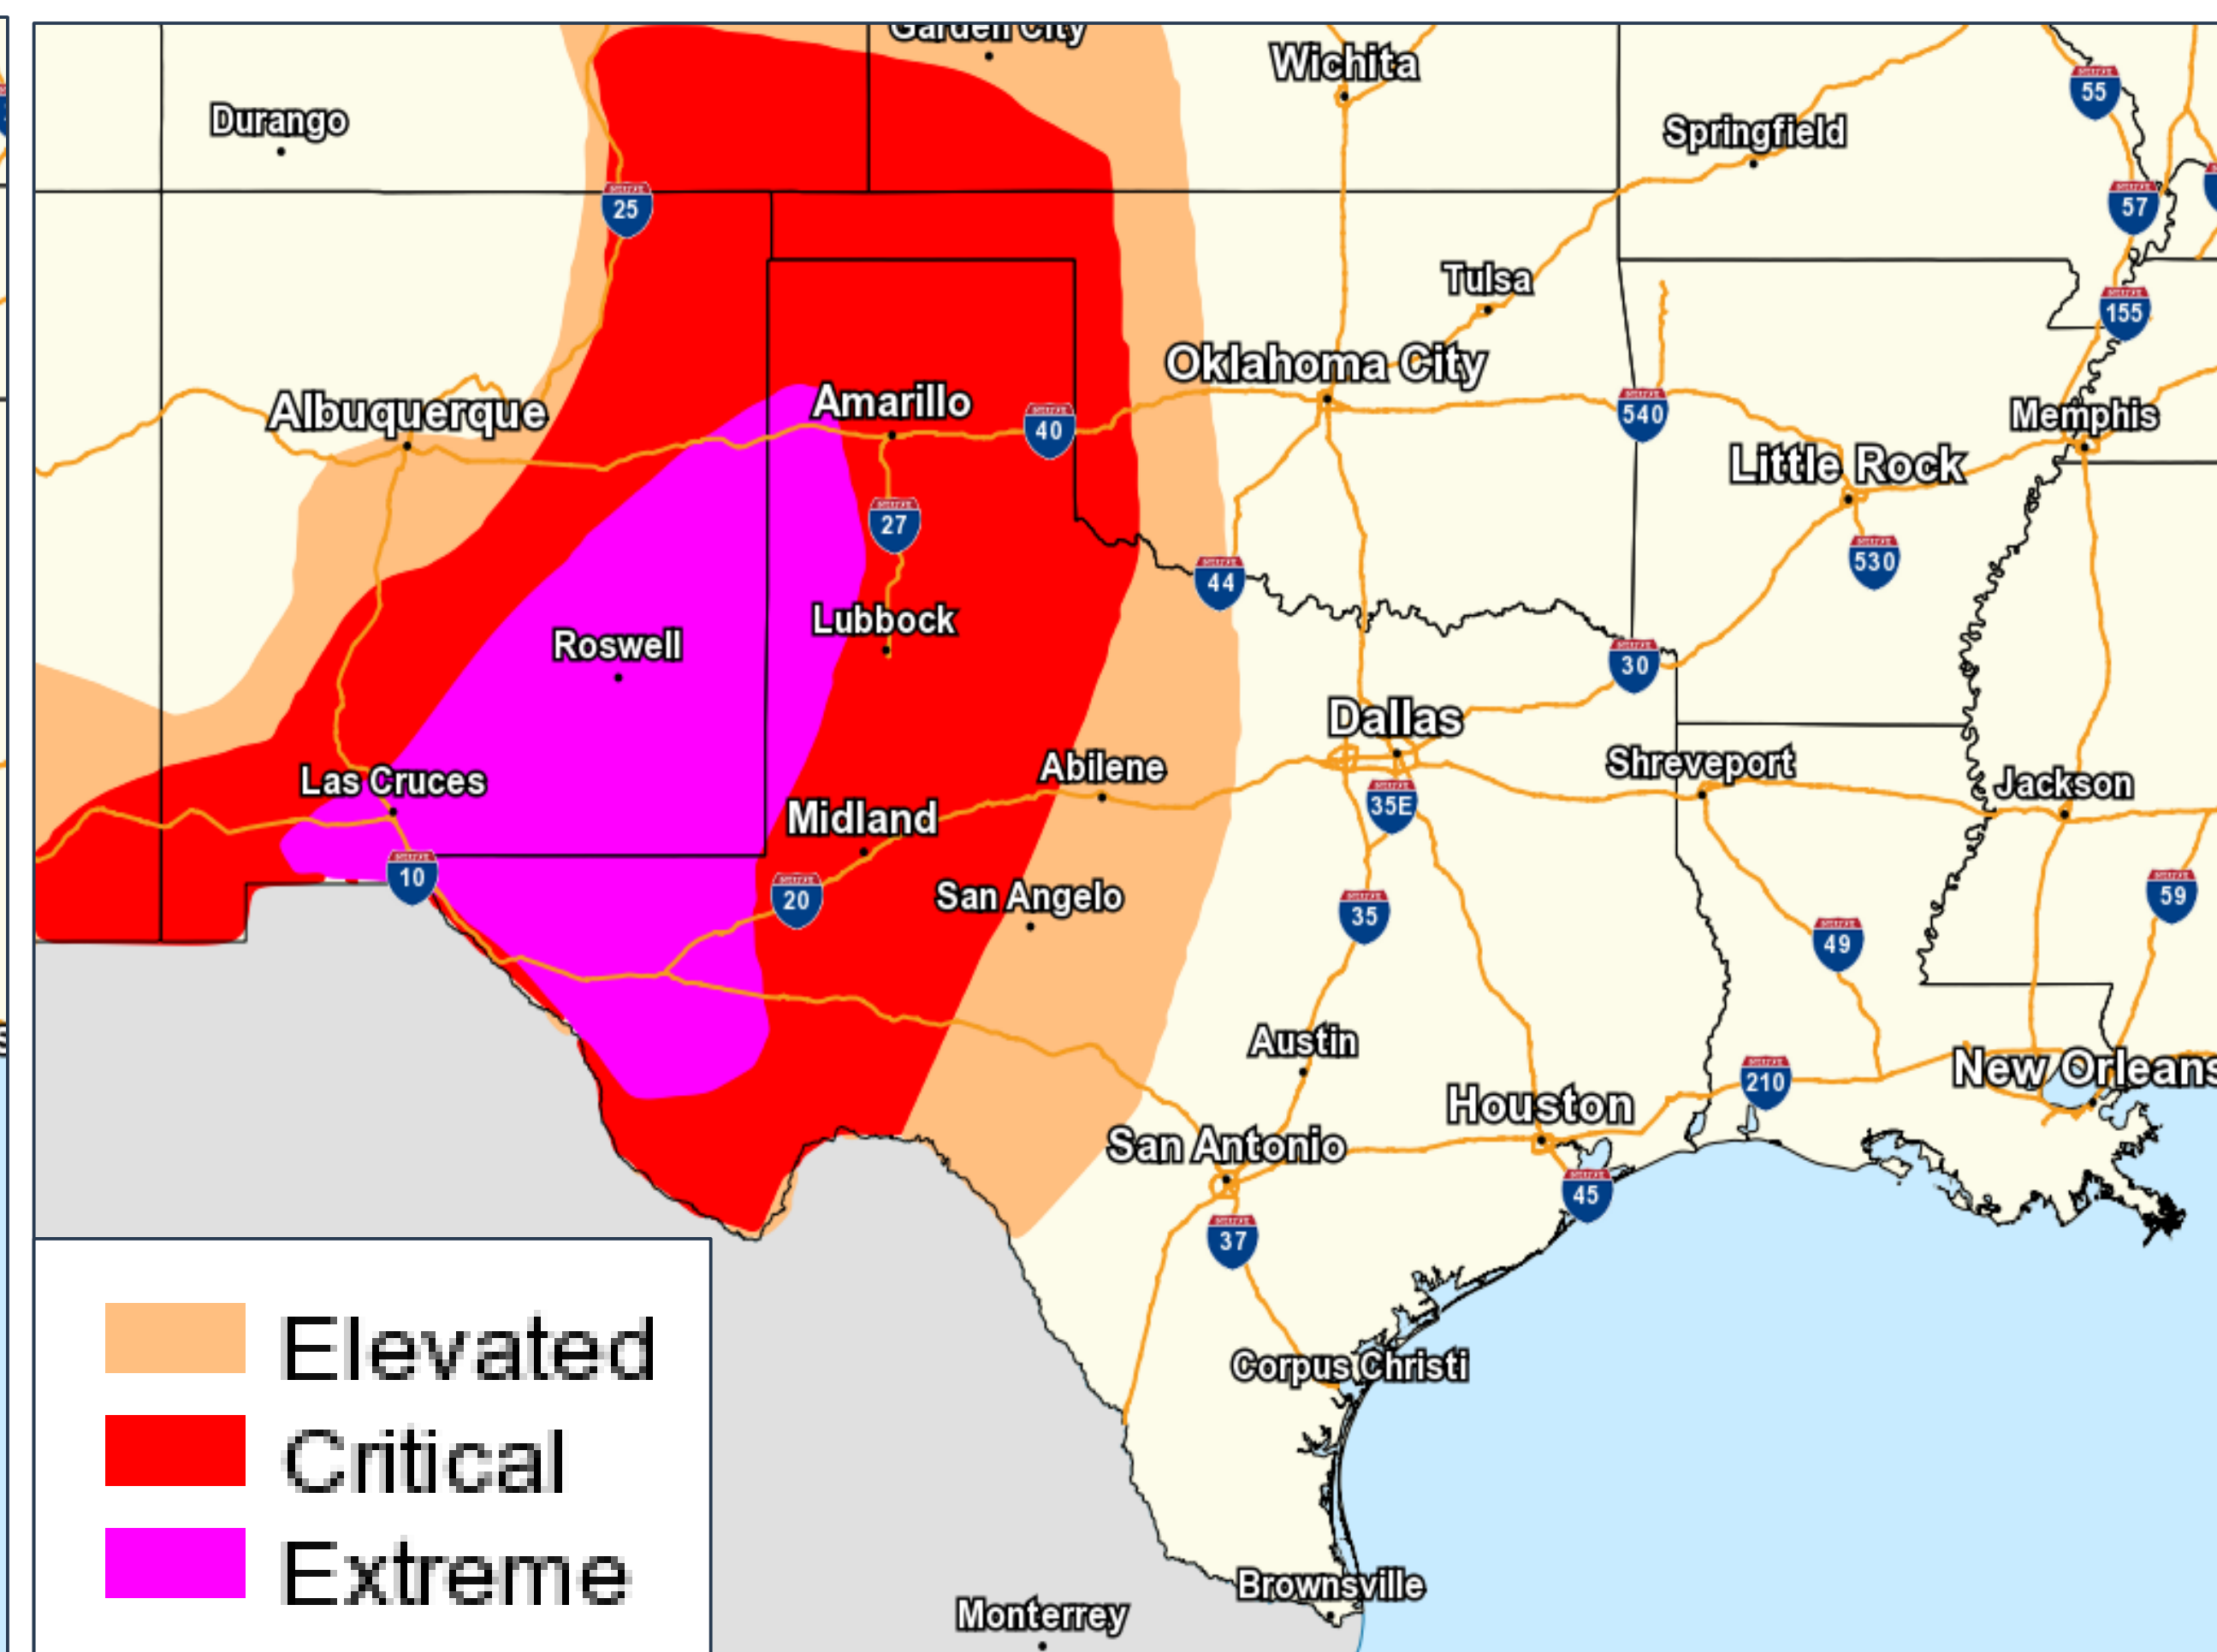 Garden City
Wichita
55
Durango
Springfield
57
25
Tulsa
155
Oklahoma City
Albuquerque
Amarillo
40
540
Memphis
Little Rock
27
530
44
Lubbock
Roswell
30
Dallas
Las Cruces
Abilene
Shreveport
Jackson
Midland
35E
10
20
San Angelo
35
59
49
Austin
New Orleans
210
Houston
San Antonio
45
37
Elevated
Corpus Christi
Critical
Extreme
Brownsville
Monterrey